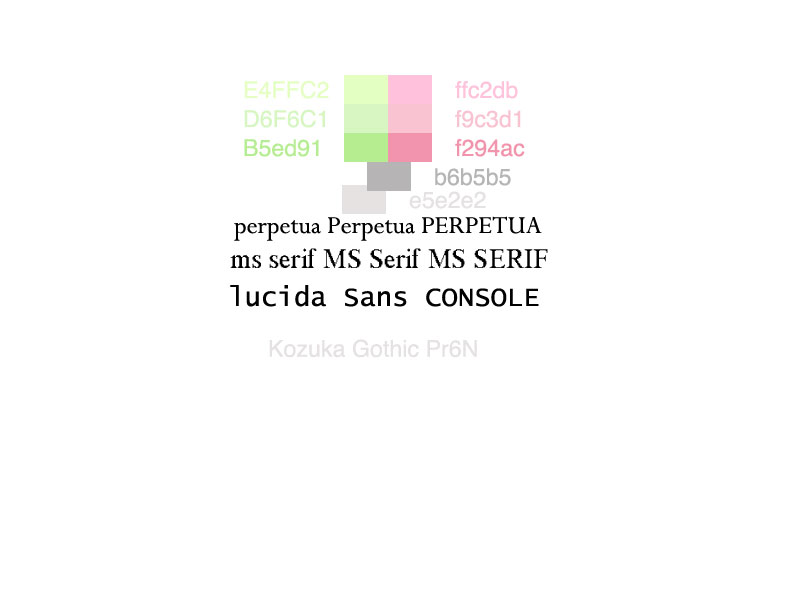 E4FFC2 ffc2db
D6F6C1 f9c3d1
B5ed91 f294ac
b6b5b5
e5e2e2
perpetua Perpetua PERPETUA
ms serif MS Serif MS SERIF
lucida Sans CONSOLE
Kozuka Gothic Pr6N